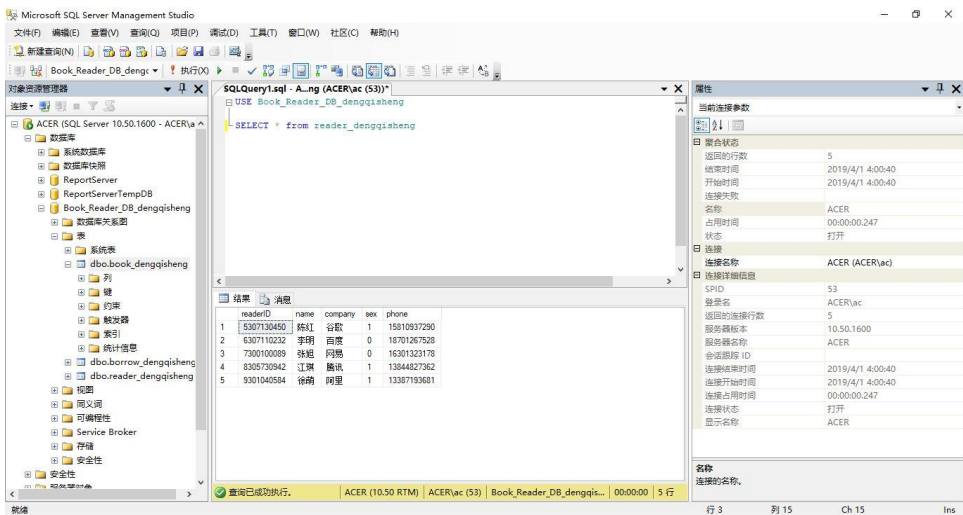 Microsoft SQL Server Management Studio
文件(F) 编辑(E) 查看(V) 查询(Q) 项目(P) 调试(D) 工具(T) 窗口(W) 社区(C) 帮助(H)
新建查询(N)
Book_Reader_DB_dengc 执行(X)
对象资源管理器
连接
ACER (SQL Server 10.50.1600 - ACER\a
数据库
系统数据库
数据库快照
ReportServer
ReportServerTempDB
Book_Reader_DB_dengqisheng
数据库关系图
表
系统表
dbo.book_dengqisheng
列
键
约束
触发器
索引
统计信息
dbo.borrow_dengqisheng
dbo.reader_dengqisheng
视图
同义词
可编程性
Service Broker
存储
安全性
安全性
SQLQuery1.sql - A...ng (ACER\ac (53))*
USE Book_Reader_DB_dengqisheng
SELECT * from reader_dengqisheng
结果 消息
readerID name company sex phone
1 5307130450 陈红 谷歌 1 15810937290
2 6307110232 李明 百度 0 18701267528
3 7300100089 张旭 网易 0 16301323178
4 8305730942 江琪 腾讯 1 13844827362
5 9301040584 徐萌 阿里 1 13387193681
查询已成功执行。 ACER (10.50 RTM) ACER\ac (53) Book_Reader_DB_dengqis... 00:00:00 5 行
属性
当前连接参数
聚合状态
返回的行数 5
结束时间 2019/4/1 4:00:40
开始时间 2019/4/1 4:00:40
连接失败
名称 ACER
占用时间 00:00:00.247
状态 打开
连接
连接名称 ACER (ACER\ac)
连接详细信息
SPID 53
登录名 ACER\ac
返回的连接行数 5
服务器版本 10.50.1600
服务器名称 ACER
会话跟踪 ID
连接结束时间 2019/4/1 4:00:40
连接开始时间 2019/4/1 4:00:40
连接占用时间 00:00:00.247
连接状态 打开
显示名称 ACER
名称
连接的名称。
就绪 行 3 列 15 Ch 15 Ins